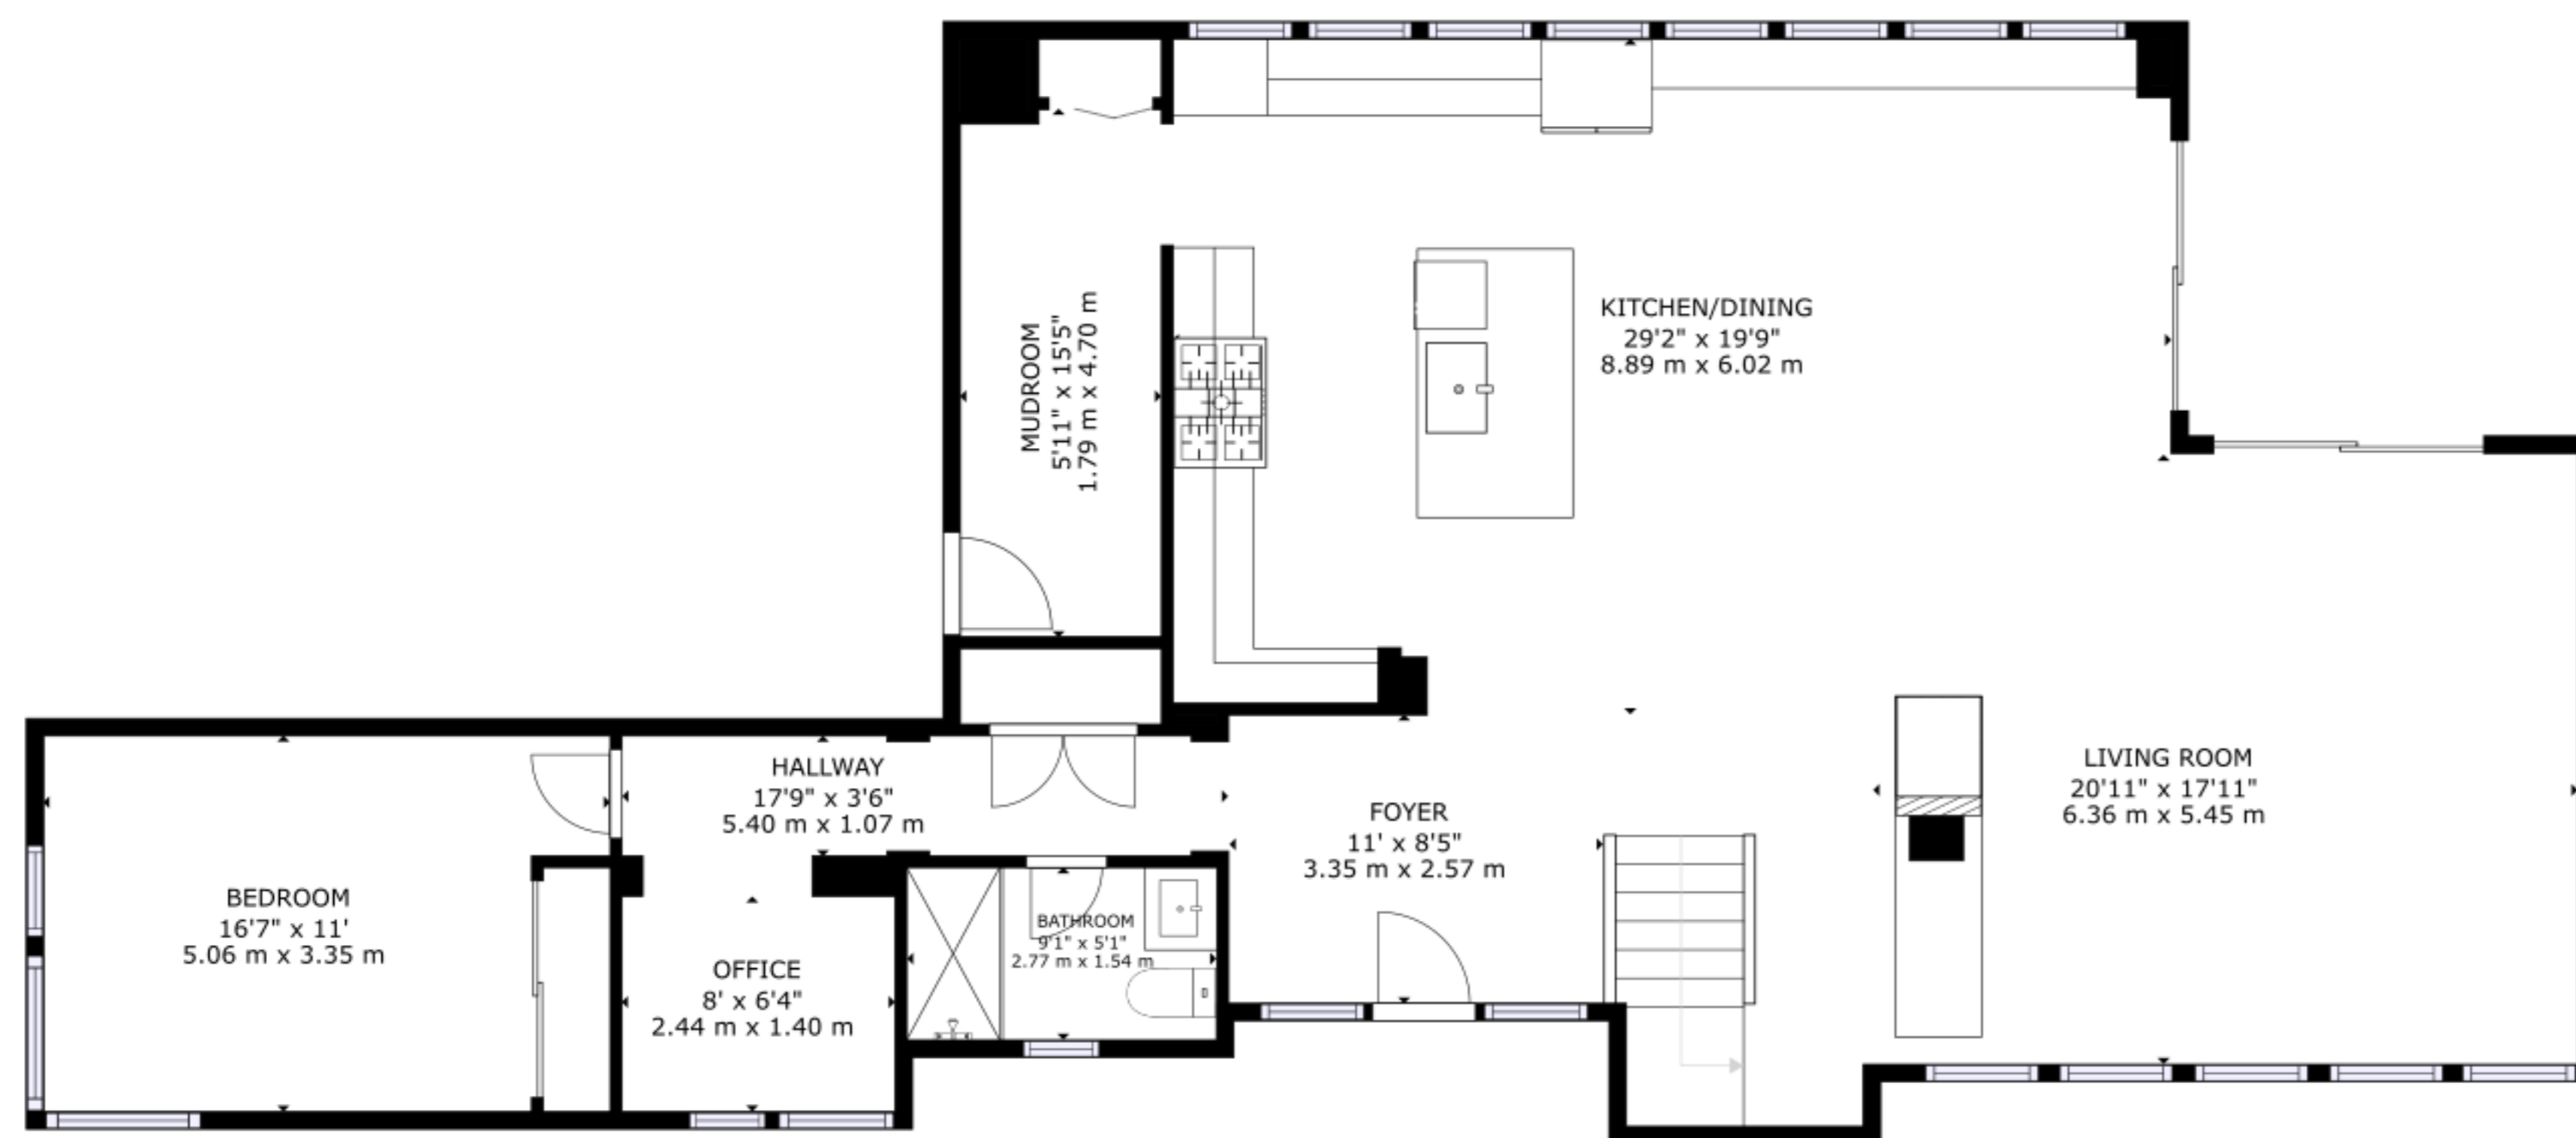 KITCHEN/DINING
29'2" x 19'9"
8.89 m x 6.02 m
MUDROOM
5'11" x 15'5"
1.79 m x 4.70 m
HALLWAY
17'9" x 3'6"
5.40 m x 1.07 m
FOYER
11' x 8'5"
3.35 m x 2.57 m
LIVING ROOM
20'11" x 17'11"
6.36 m x 5.45 m
BEDROOM
16'7" x 11'
5.06 m x 3.35 m
OFFICE
8' x 6'4"
2.44 m x 1.40 m
BATHROOM
9'1" x 5'1"
2.77 m x 1.54 m